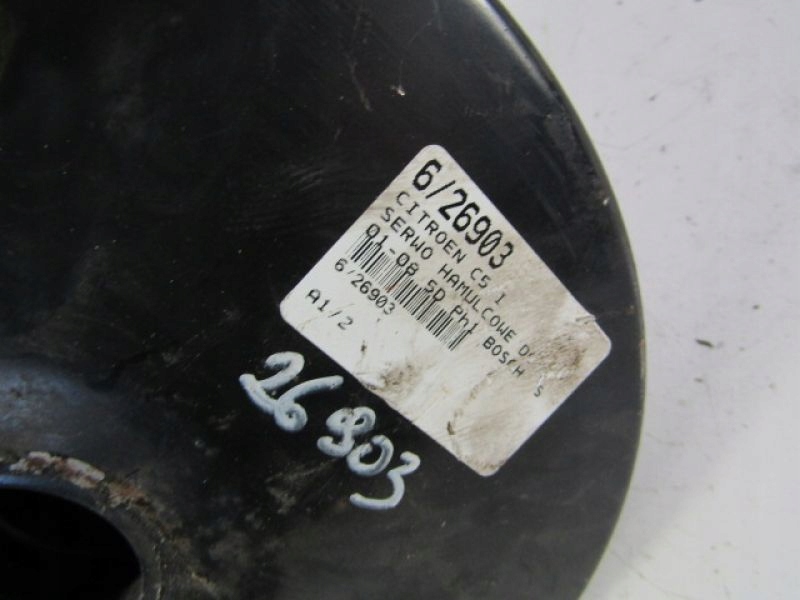 6/26903
CITROEN C5 I
SERWO HAMULCOWE
01-08 5D Ph1 BOSCH S
6/26903
A1/2
26903